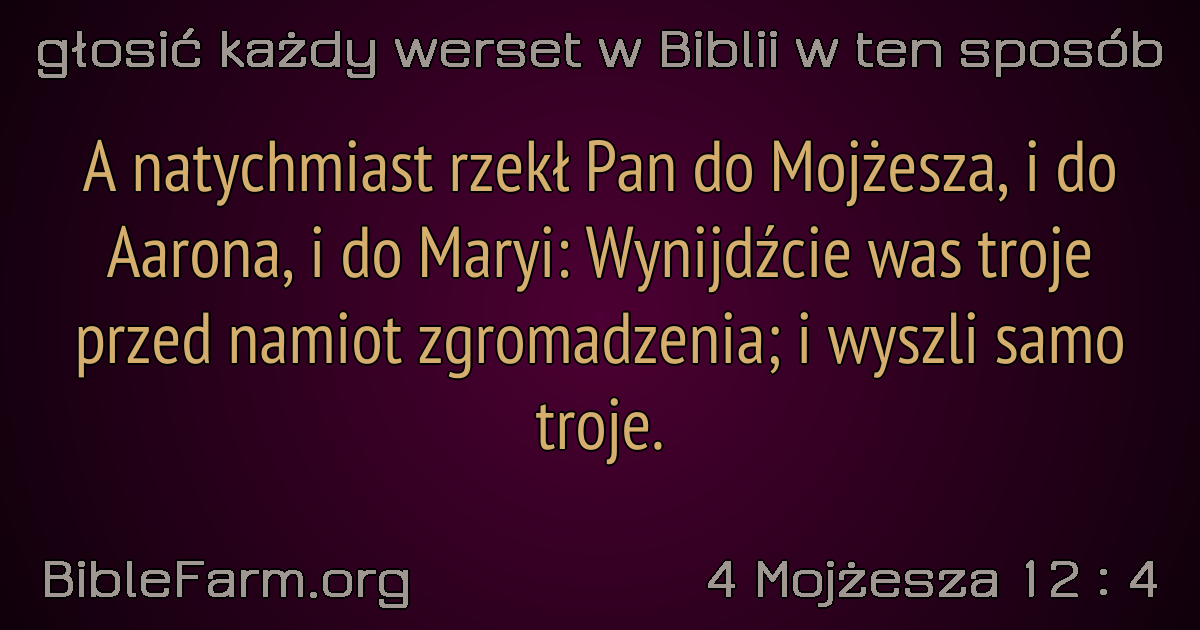 głosić każdy werset w Biblii w ten sposób
A natychmiast rzekł Pan do Mojżesza, i do
Aarona, i do Maryi: Wynijdźcie was troje
przed namiot zgromadzenia; i wyszli samo
troje.
BibleFarm.org
4 Mojżesza 12 : 4